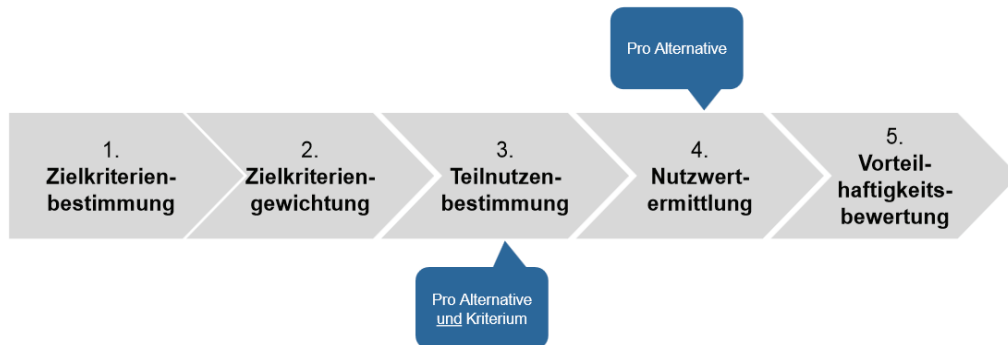 Pro Alternative
1.
Zielkriterien-
bestimmung
2.
Zielkriterien-
gewichtung
3.
Teilnutzen-
bestimmung
4.
Nutzwert-
ermittlung
5.
Vorteil-
haftigkeits-
bewertung
Pro Alternative
und Kriterium